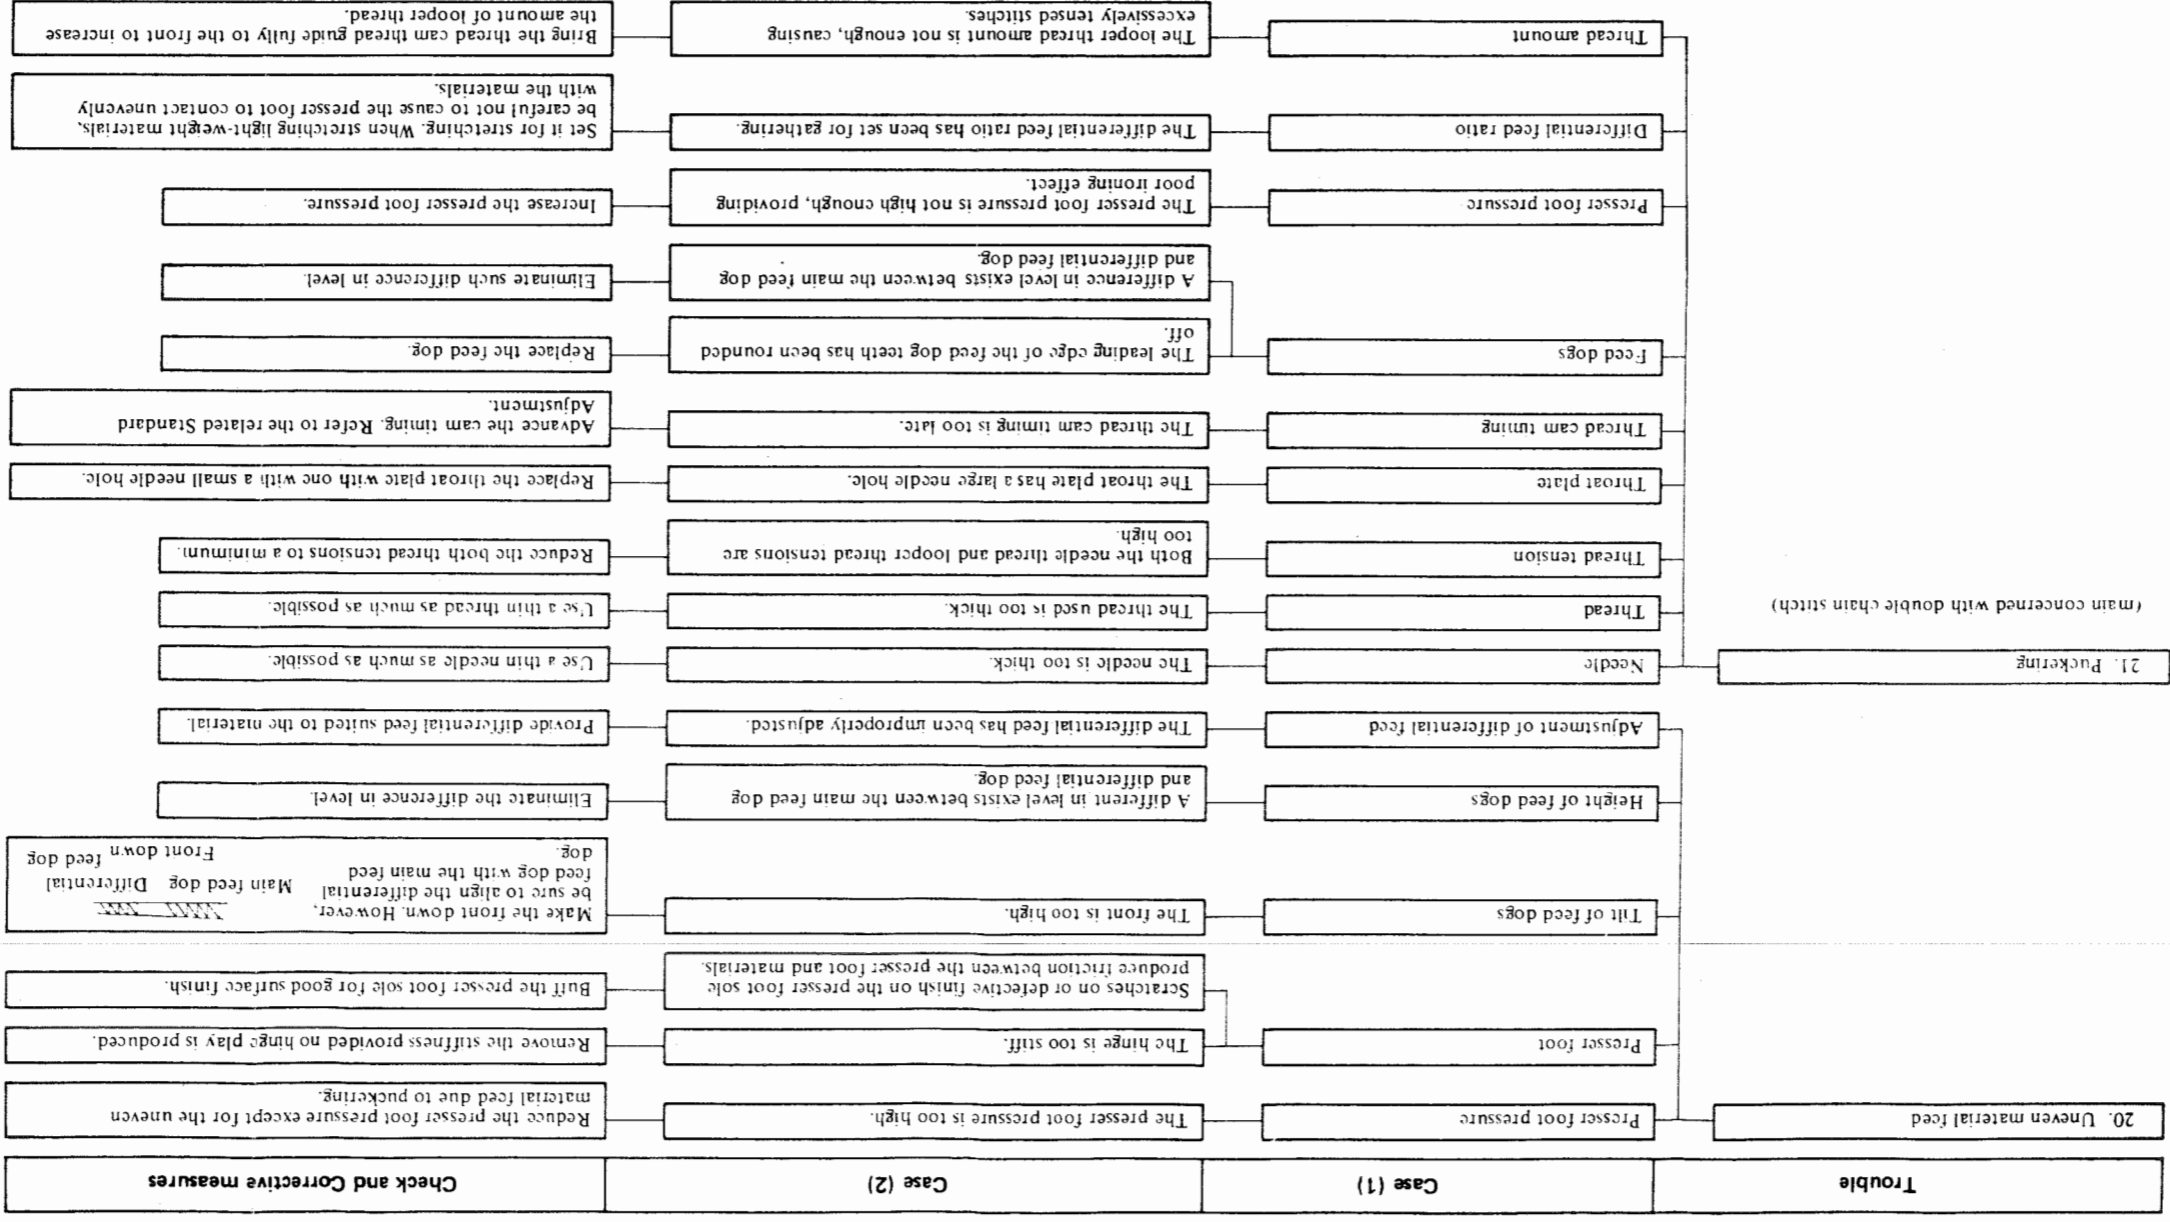 Trouble
Case (1)
Case (2)
Check and Corrective measures
20. Uneven material feed
Presser foot pressure
The presser foot pressure is too high.
Reduce the presser foot pressure except for the uneven
material feed due to puckering.
Presser foot
The hinge is too stiff.
Remove the stiffness provided no hinge play is produced.
Scratches on or defective finish on the presser foot sole
produce friction between the presser foot and materials.
Buff the presser foot sole for good surface finish.
Tilt of feed dogs
The front is too high.
Make the front down. However,
be sure to align the differential
feed dog with the main feed
dog.
Main feed dog
Differential
feed dog
Front down
Height of feed dogs
A different in level exists between the main feed dog
and differential feed dog.
Eliminate the difference in level.
Adjustment of differential feed
The differential feed has been improperly adjusted.
Provide differential feed suited to the material.
21. Puckering
(main concerned with double chain stitch)
Needle
The needle is too thick.
Use a thin needle as much as possible.
Thread
The thread used is too thick.
Use a thin thread as much as possible.
Thread tension
Both the needle thread and looper thread tensions are
too high.
Reduce the both thread tensions to a minimum.
Throat plate
The throat plate has a large needle hole.
Replace the throat plate with one with a small needle hole.
Thread cam timing
The thread cam timing is too late.
Advance the cam timing. Refer to the related Standard
Adjustment.
Feed dogs
The leading edge of the feed dog teeth has been rounded
off.
Replace the feed dog.
A difference in level exists between the main feed dog
and differential feed dog.
Eliminate such difference in level.
Presser foot pressure
The presser foot pressure is not high enough, providing
poor ironing effect.
Increase the presser foot pressure.
Differential feed ratio
The differential feed ratio has been set for gathering.
Set it for stretching. When stretching light-weight materials,
be careful not to cause the presser foot to contact unevenly
with the materials.
Thread amount
The looper thread amount is not enough, causing
excessively tensed stitches.
Bring the thread cam thread guide fully to the front to increase
the amount of looper thread.